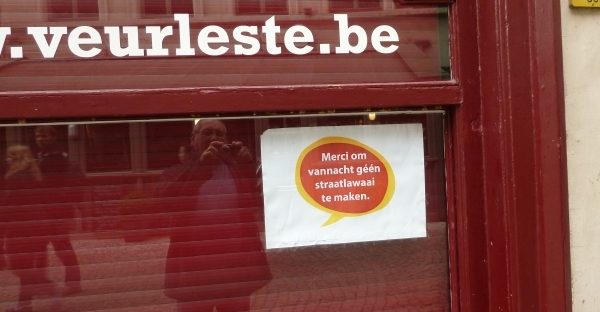 .veurleste.be
Merci om
vannacht géén
straatlawaai
te maken.